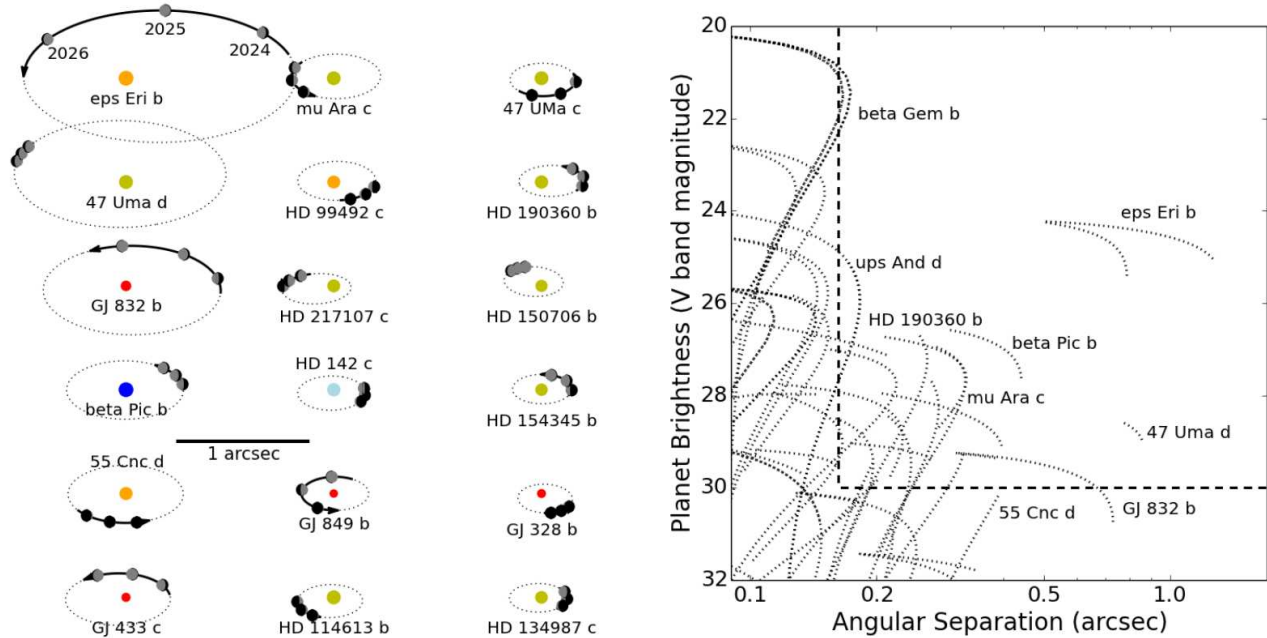 2026
2025
2024
eps Eri b
mu Ara c
47 UMa c
47 Uma d
HD 99492 c
HD 190360 b
GJ 832 b
HD 217107 c
HD 150706 b
beta Pic b
HD 142 c
HD 154345 b
1 arcsec
55 Cnc d
GJ 849 b
GJ 328 b
GJ 433 c
HD 114613 b
HD 134987 c
Planet Brightness (V band magnitude)
20
22
24
26
28
30
32
beta Gem b
eps Eri b
ups And d
HD 190360 b
beta Pic b
mu Ara c
47 Uma d
55 Cnc d
GJ 832 b
0.1
0.2
0.5
1.0
Angular Separation (arcsec)